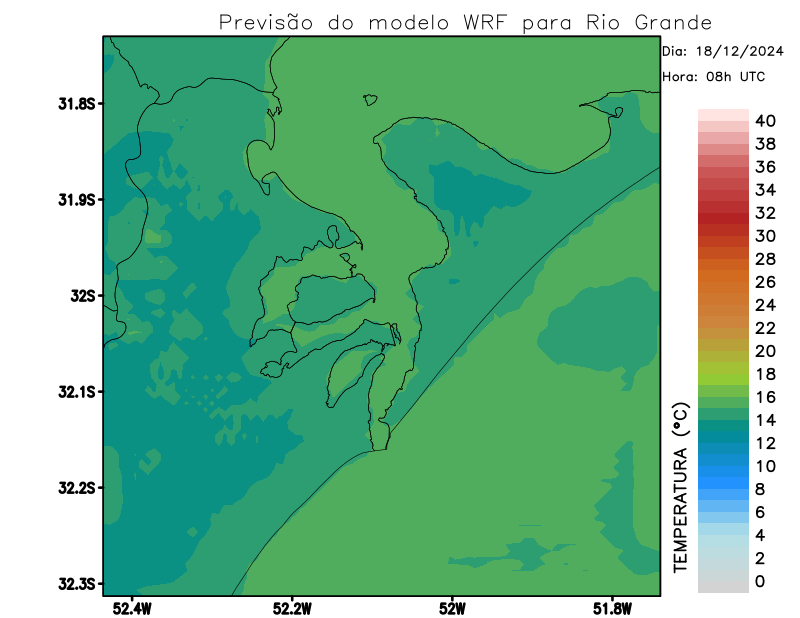 Previsão do modelo WRF para Rio Grande
Dia: 18/12/2024
Hora: 08h UTC
31.8S
31.9S
32S
32.1S
32.2S
32.3S
52.4W
52.2W
52W
51.8W
TEMPERATURA (°C)
40
38
36
34
32
30
28
26
24
22
20
18
16
14
12
10
8
6
4
2
0